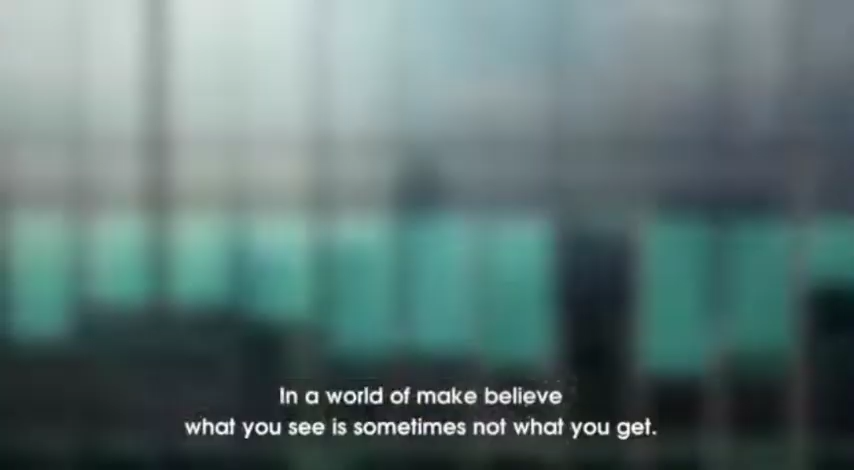 In a world of make believe
what you see is sometimes not what you get.